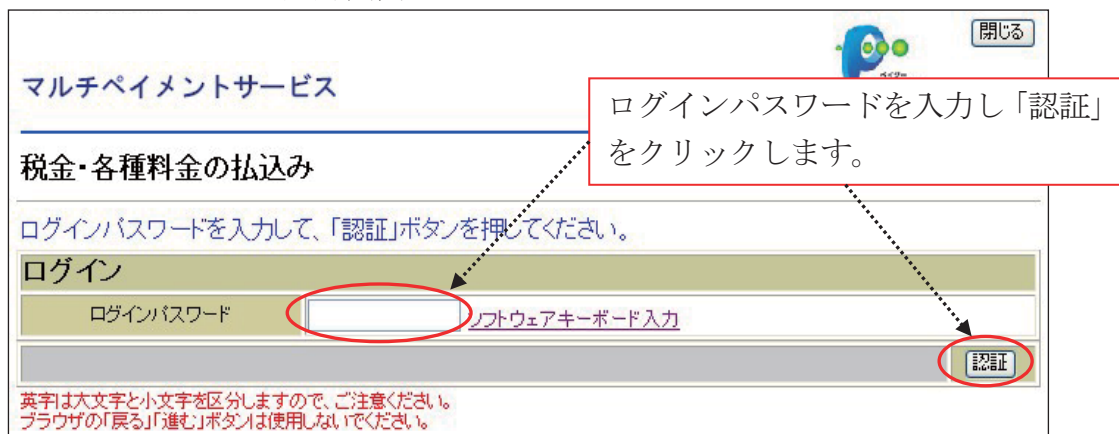 閉じる
マルチペイメントサービス
ログインパスワードを入力し「認証」
をクリックします。
税金・各種料金の払込み
ログインパスワードを入力して、「認証」ボタンを押してください。
ログイン
ログインパスワード
ソフトウェアキーボード入力
認証
英字は大文字と小文字を区分しますので、ご注意ください。
ブラウザの「戻る」「進む」ボタンは使用しないでください。